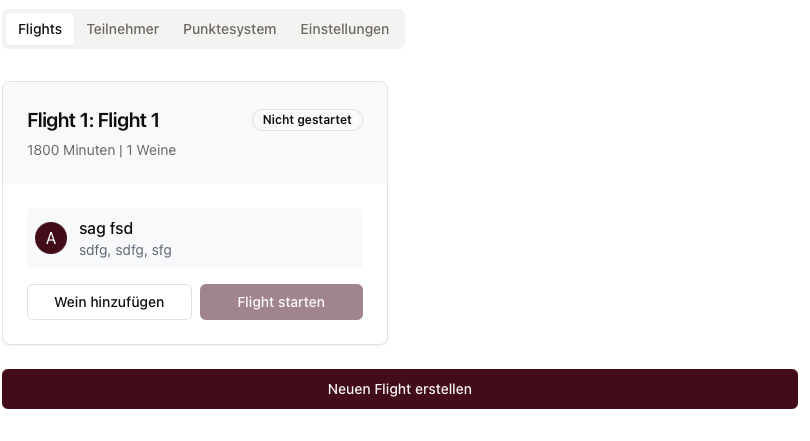 Flights Teilnehmer Punktesystem Einstellungen
Flight 1: Flight 1 Nicht gestartet
1800 Minuten | 1 Weine
A sag fsd
sdfg, sdfg, sfg
Wein hinzufügen Flight starten
Neuen Flight erstellen